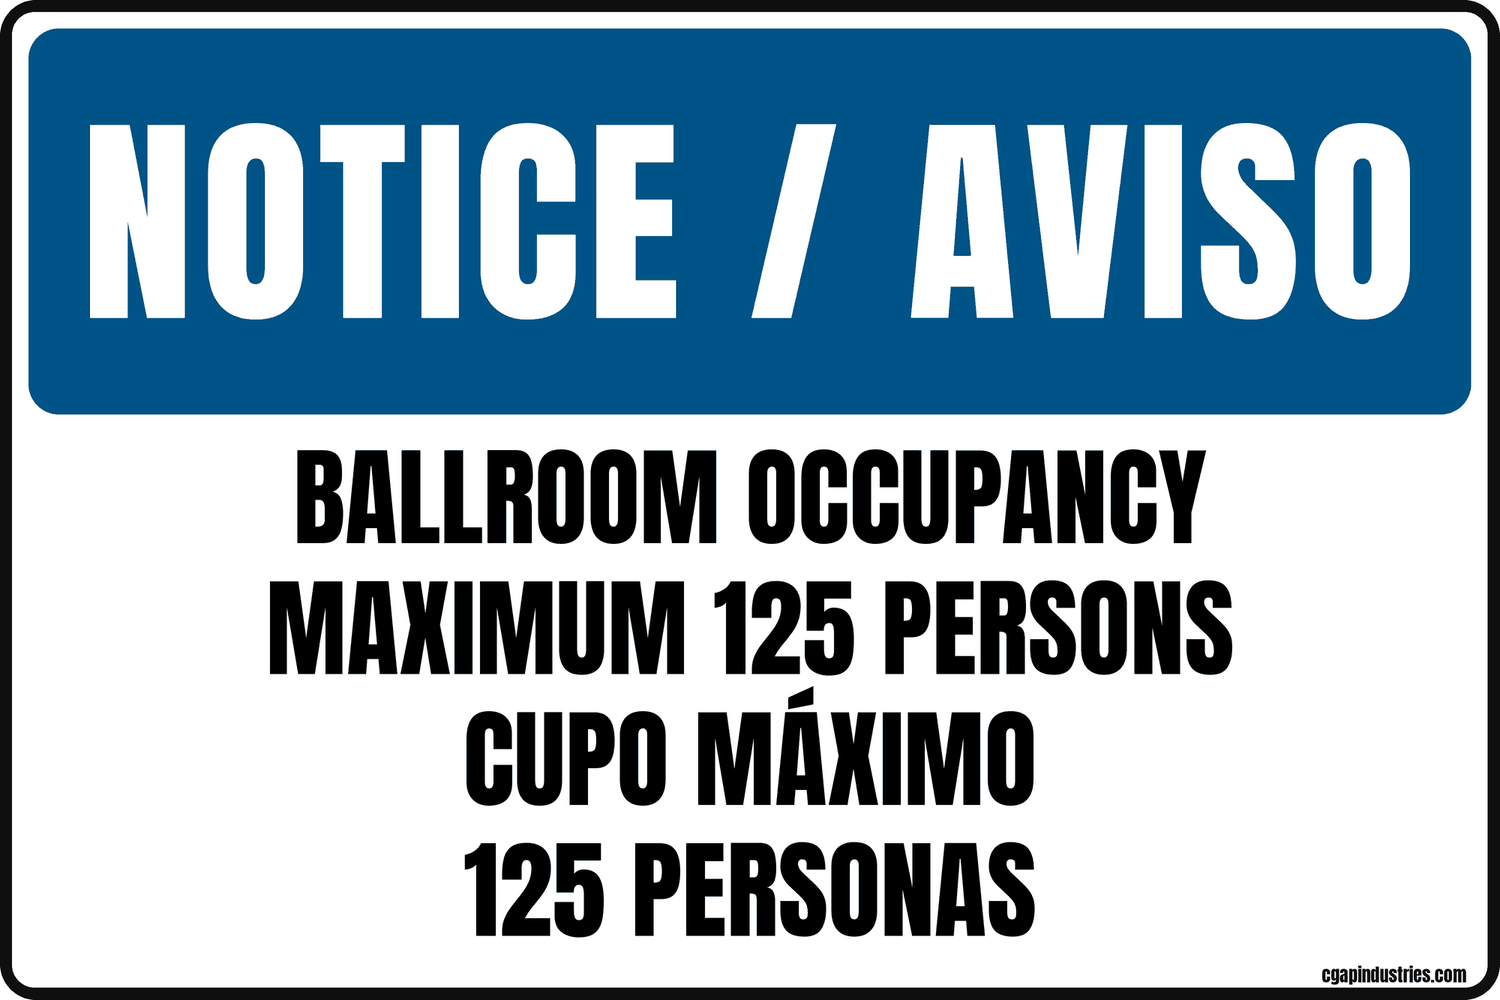 NOTICE / AVISO
BALLROOM OCCUPANCY
MAXIMUM 125 PERSONS
CUPO MÁXIMO
125 PERSONAS
cgapindustries.com